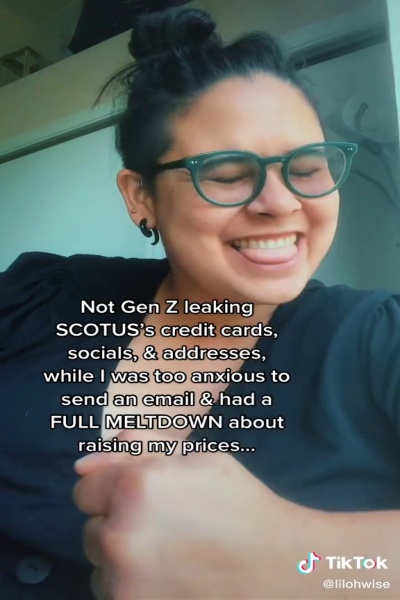 Not Gen Z leaking
SCOTUS's credit cards,
socials, & addresses,
while I was too anxious to
send an email & had a
FULL MELTDOWN about
raising my prices...
TikTok
@lilohwise